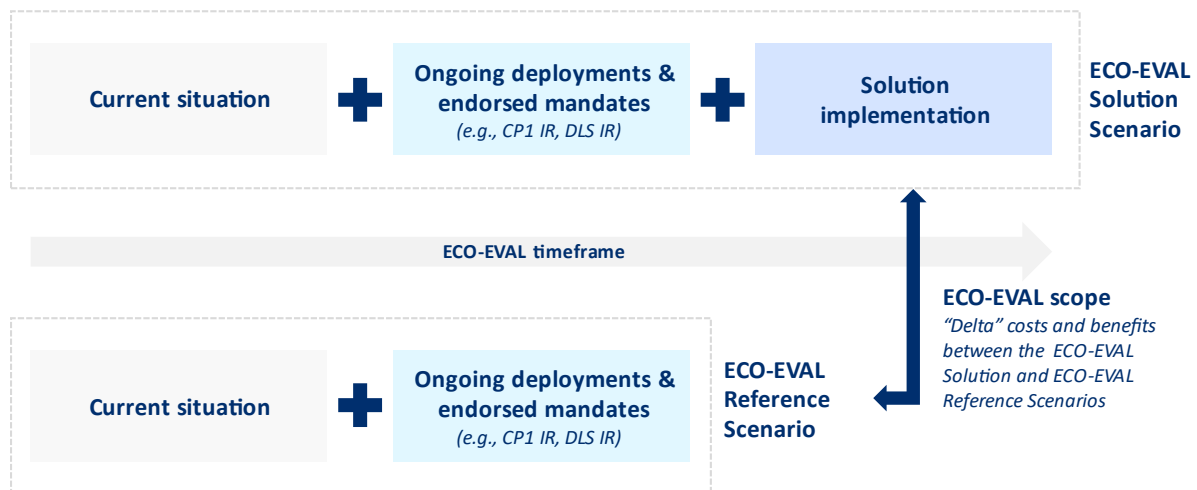 Current situation
Ongoing deployments &
endorsed mandates
(e.g., CP1 IR, DLS IR)
Solution
implementation
ECO-EVAL
Solution
Scenario
ECO-EVAL timeframe
ECO-EVAL scope
“Delta” costs and benefits
between the ECO-EVAL
Solution and ECO-EVAL
Reference Scenarios
Current situation
Ongoing deployments &
endorsed mandates
(e.g., CP1 IR, DLS IR)
ECO-EVAL
Reference
Scenario